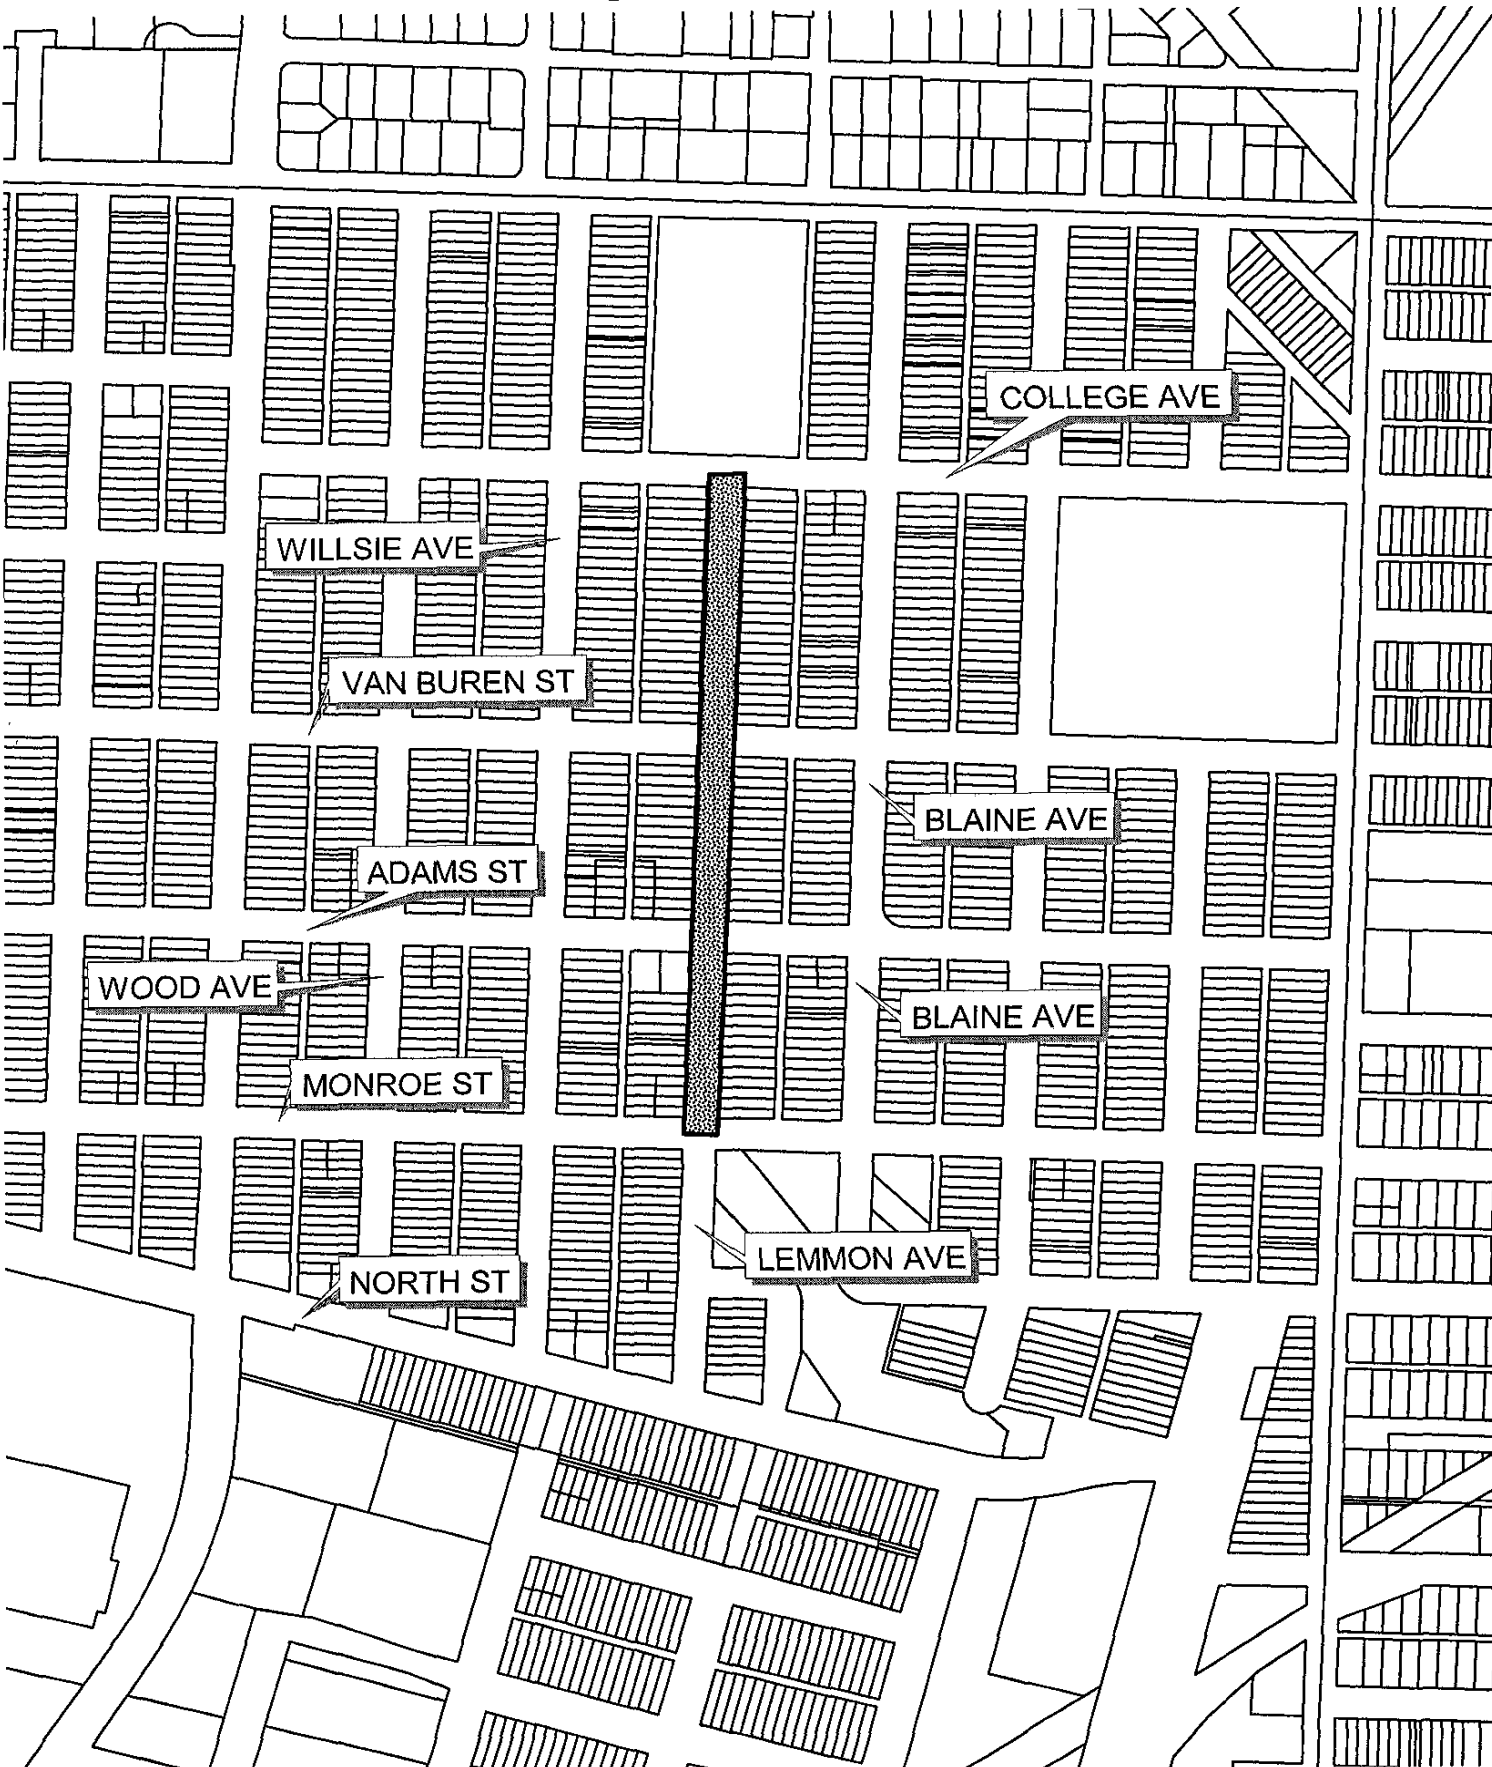 COLLEGE AVE
WILLSIE AVE
VAN BUREN ST
BLAINE AVE
ADAMS ST
WOOD AVE
BLAINE AVE
MONROE ST
LEMMON AVE
NORTH ST